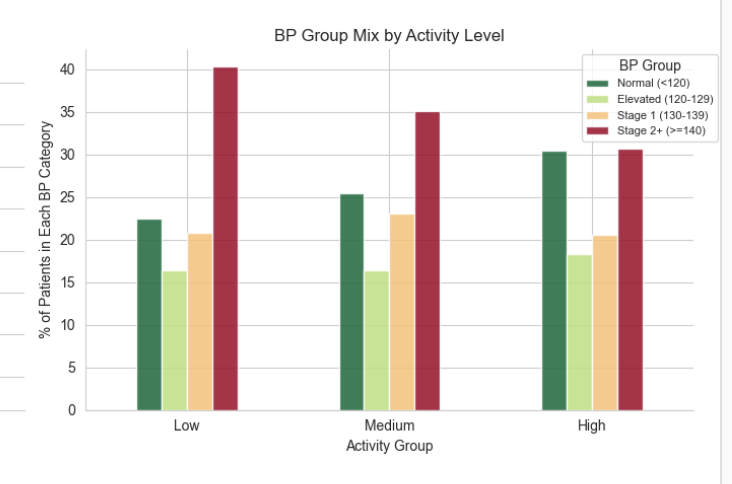 BP Group Mix by Activity Level
BP Group
Normal (<120)
Elevated (120-129)
Stage 1 (130-139)
Stage 2+ (>=140)
% of Patients in Each BP Category
40
35
30
25
20
15
10
5
0
Low
Medium
High
Activity Group